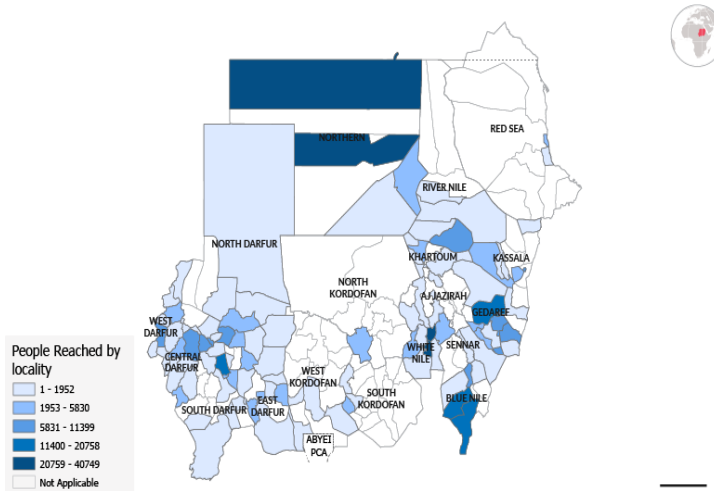 NORTHERN
RED SEA
RIVER NILE
NORTH DARFUR
KHARTOUM
KASSALA
NORTH
KORDOFAN
AJ JAZIRAH
GEDAREF
WEST
DARFUR
CENTRAL
DARFUR
WHITE
NILE
SENNAR
WEST
KORDOFAN
SOUTH
KORDOFAN
BLUE NILE
SOUTH DARFUR
EAST
DARFUR
ABYEI
PCA
People Reached by
locality
1 - 1952
1953 - 5830
5831 - 11399
11400 - 20758
20759 - 40749
Not Applicable